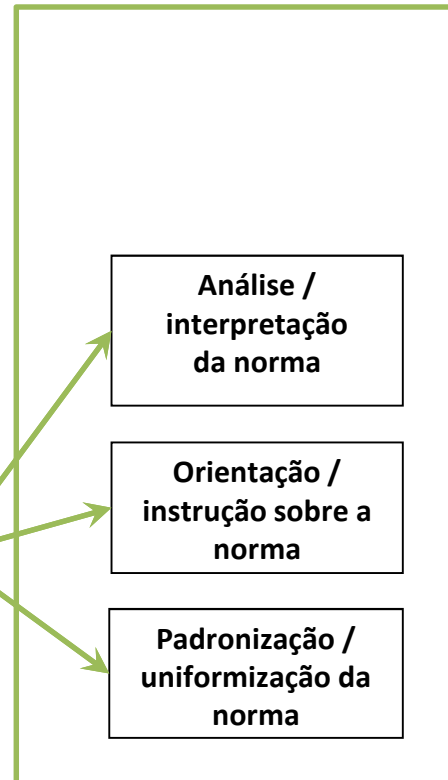 Análise /
interpretação
da norma
Orientação /
instrução sobre a
norma
Padronização /
uniformização da
norma